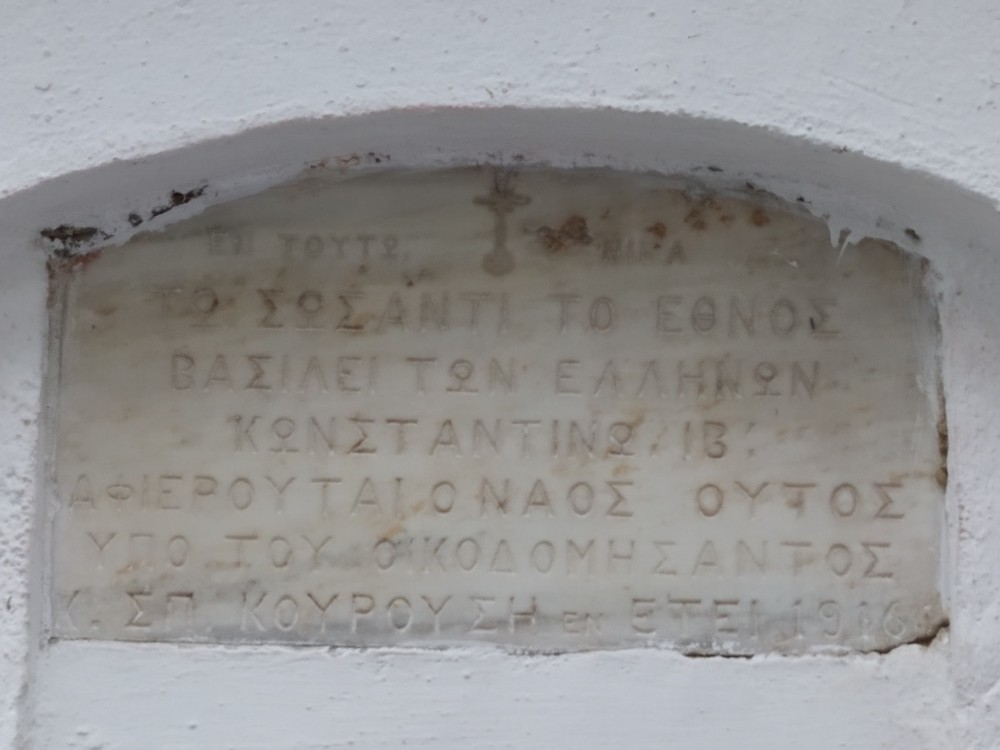 ΕΝ ΤΟΥΤΩ ΝΙΚΑ
ΤΩ ΣΩΣΑΝΤΙ ΤΟ ΕΘΝΟΣ
ΒΑΣΙΛΕΙ ΤΩΝ ΕΛΛΗΝΩΝ
ΚΩΝΣΤΑΝΤΙΝΩ ΙΒ'.
ΑΦΙΕΡΟΥΤΑΙ Ο ΝΑΟΣ ΟΥΤΟΣ
ΥΠΟ ΤΟΥ ΟΙΚΟΔΟΜΗΣΑΝΤΟΣ
Κ. ΣΠ. ΚΟΥΡΟΥΣΗ ΕΝ ΕΤΕΙ 1916